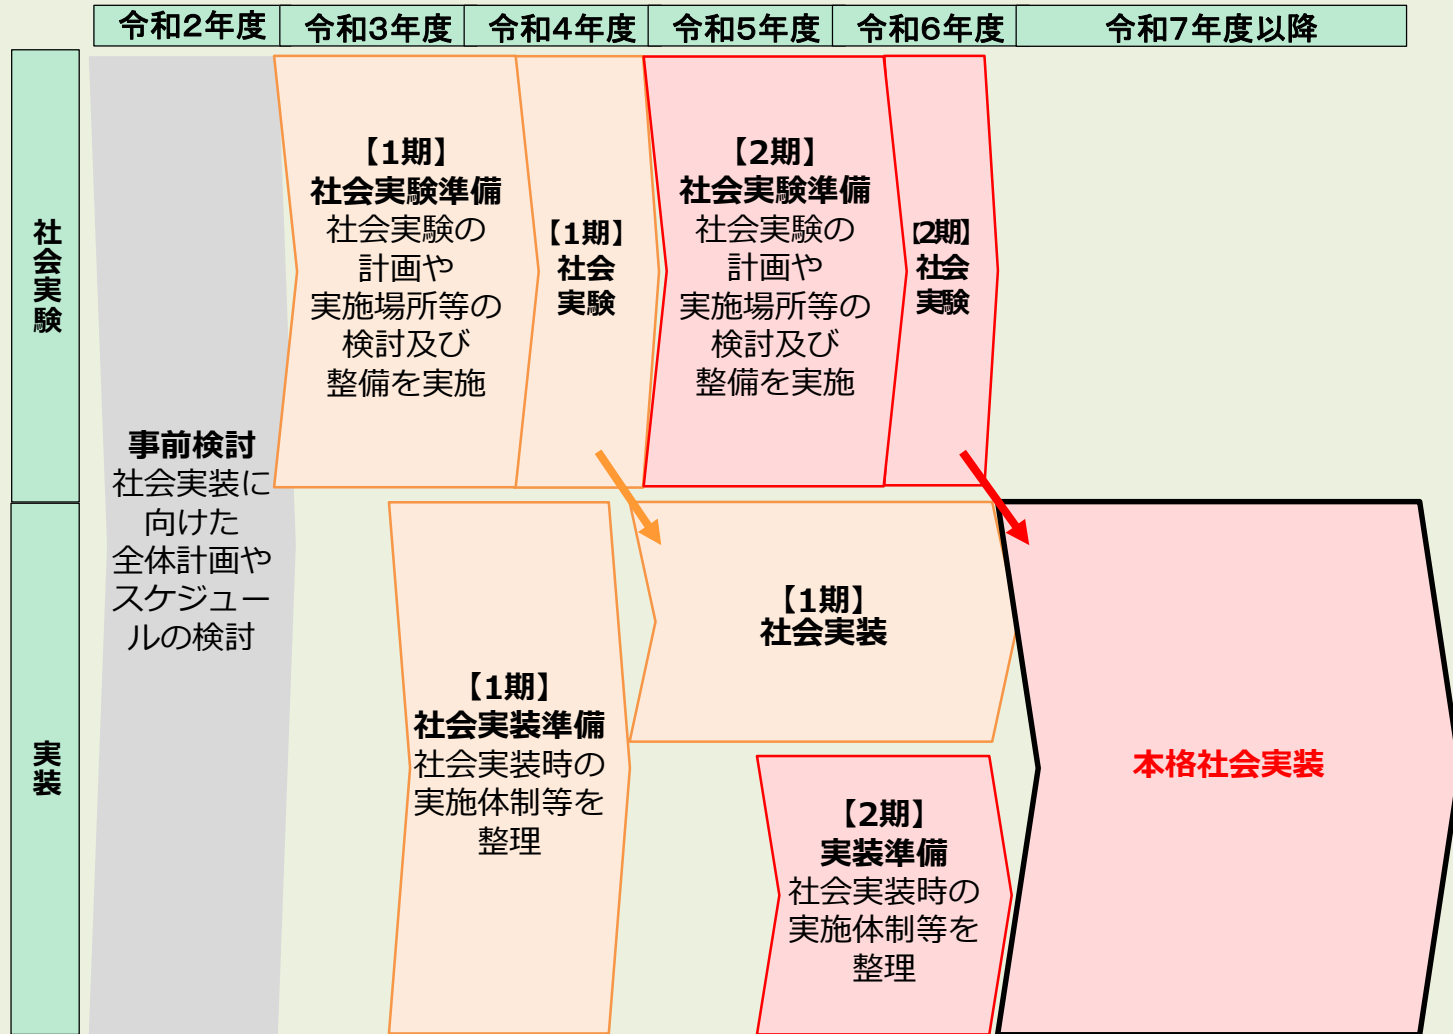 令和2年度
令和3年度
令和4年度
令和5年度
令和6年度
令和7年度以降
社会実験
【1期】
社会実験準備
社会実験の
計画や
実施場所等の
検討及び
整備を実施
【1期】
社会
実験
【2期】
社会実験準備
社会実験の
計画や
実施場所等の
検討及び
整備を実施
【2期】
社会
実験
事前検討
社会実装に
向けた
全体計画や
スケジュー
ルの検討
実装
【1期】
社会実装準備
社会実装時の
実施体制等を
整理
【1期】
社会実装
【2期】
実装準備
社会実装時の
実施体制等を
整理
本格社会実装